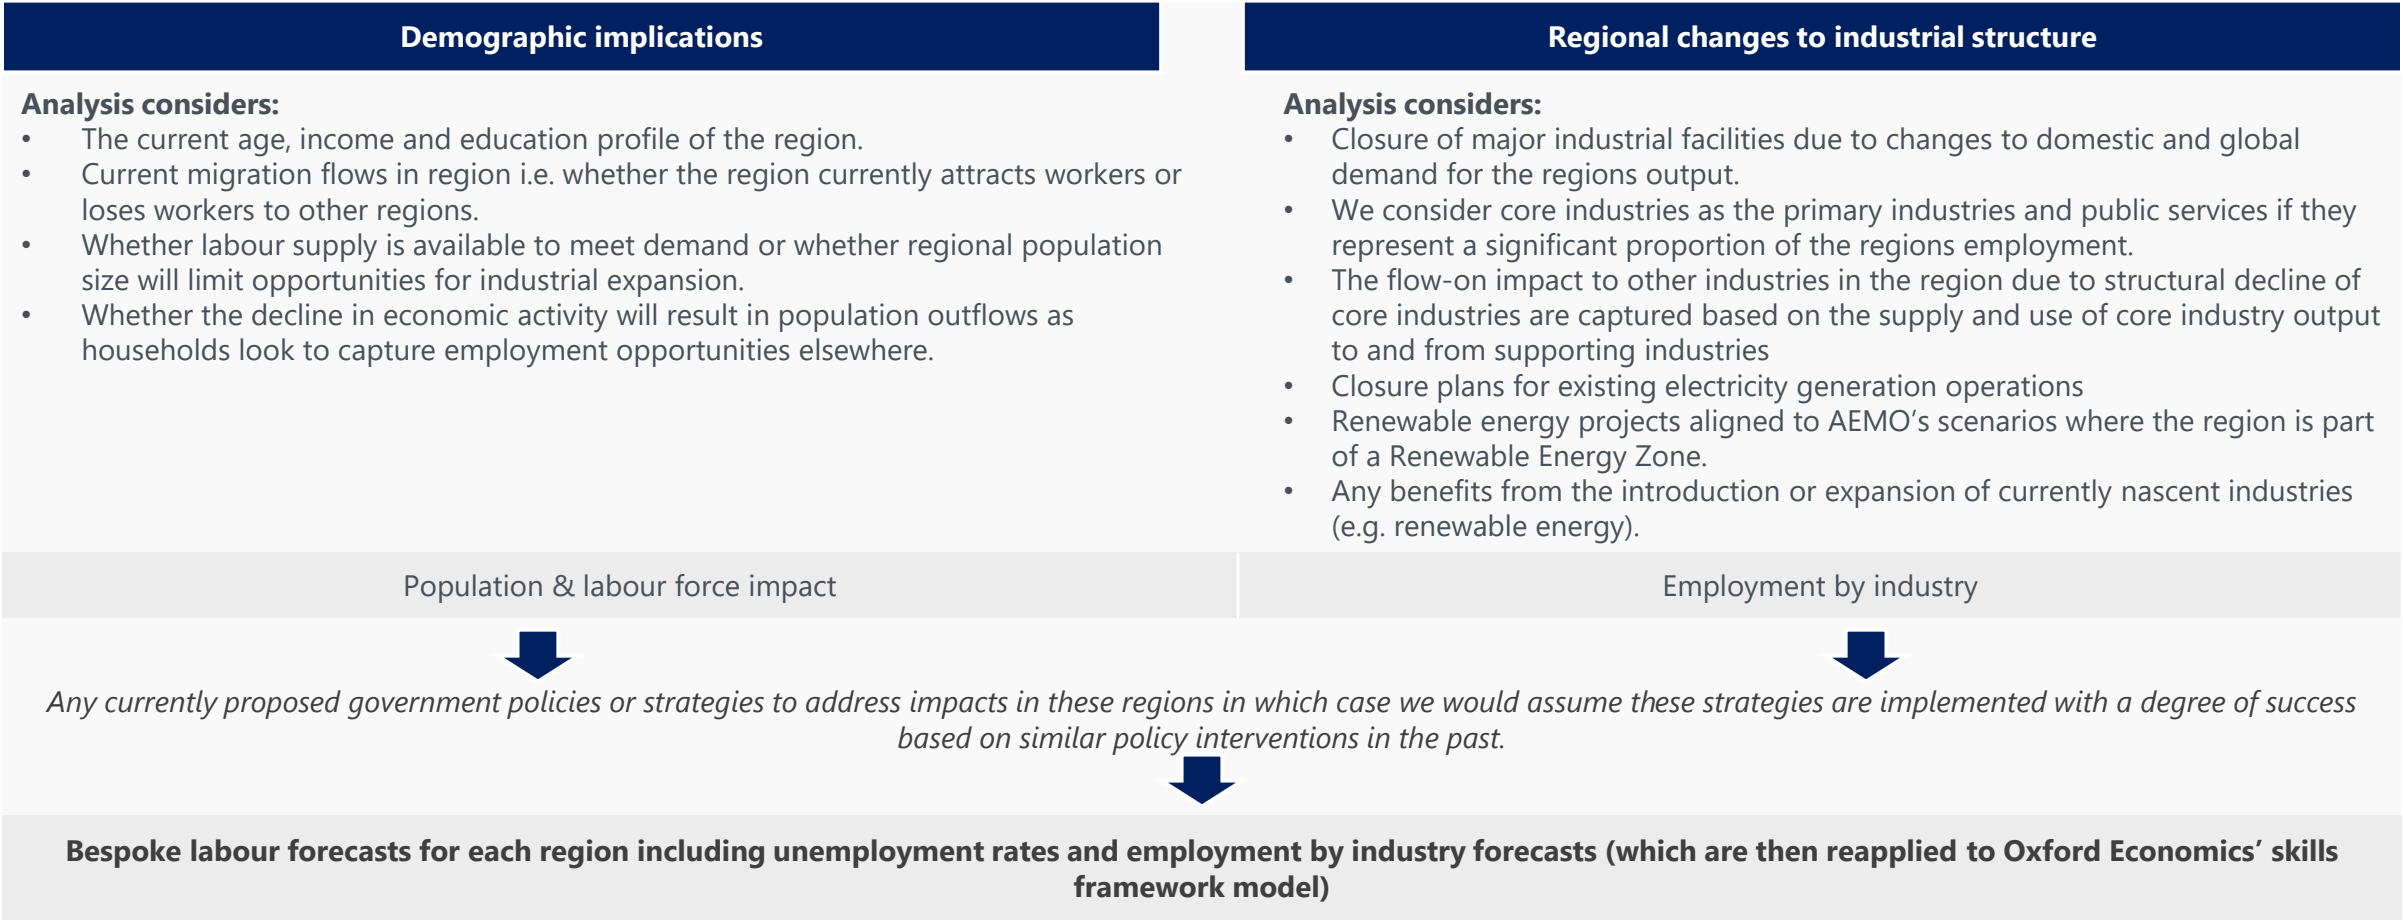 Demographic implications
Analysis considers:
• The current age, income and education profile of the region.
• Current migration flows in region i.e. whether the region currently attracts workers or
loses workers to other regions.
• Whether labour supply is available to meet demand or whether regional population
size will limit opportunities for industrial expansion.
• Whether the decline in economic activity will result in population outflows as
households look to capture employment opportunities elsewhere.
Population & labour force impact
Regional changes to industrial structure
Analysis considers:
• Closure of major industrial facilities due to changes to domestic and global
demand for the regions output.
• We consider core industries as the primary industries and public services if they
represent a significant proportion of the regions employment.
• The flow-on impact to other industries in the region due to structural decline of
core industries are captured based on the supply and use of core industry output
to and from supporting industries
• Closure plans for existing electricity generation operations
• Renewable energy projects aligned to AEMO’s scenarios where the region is part
of a Renewable Energy Zone.
• Any benefits from the introduction or expansion of currently nascent industries
(e.g. renewable energy).
Employment by industry
Any currently proposed government policies or strategies to address impacts in these regions in which case we would assume these strategies are implemented with a degree of success
based on similar policy interventions in the past.
Bespoke labour forecasts for each region including unemployment rates and employment by industry forecasts (which are then reapplied to Oxford Economics’ skills
framework model)